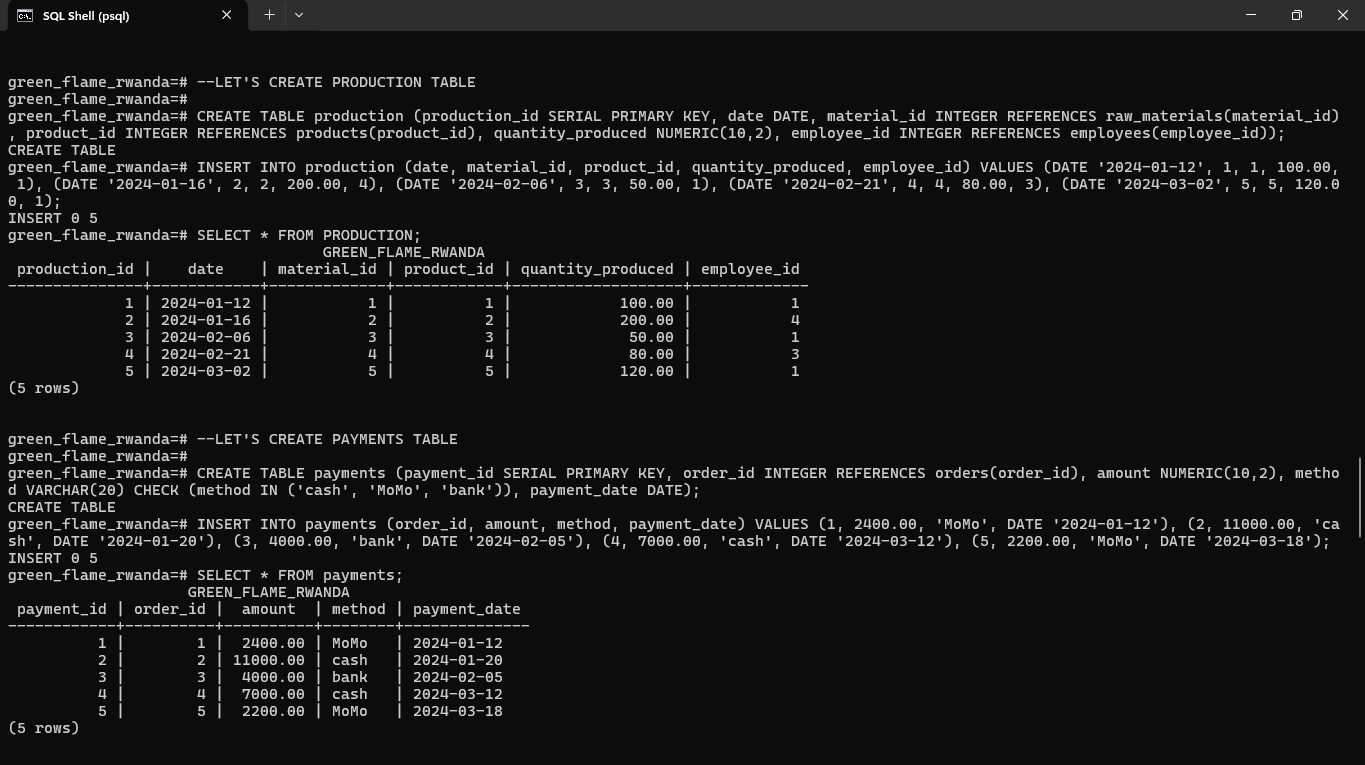 SQL Shell (psql)
green_flame_rwanda=# --LET'S CREATE PRODUCTION TABLE
green_flame_rwanda=#
green_flame_rwanda=# CREATE TABLE production (production_id SERIAL PRIMARY KEY, date DATE, material_id INTEGER REFERENCES raw_materials(material_id)
, product_id INTEGER REFERENCES products(product_id), quantity_produced NUMERIC(10,2), employee_id INTEGER REFERENCES employees(employee_id));
CREATE TABLE
green_flame_rwanda=# INSERT INTO production (date, material_id, product_id, quantity_produced, employee_id) VALUES (DATE '2024-01-12', 1, 1, 100.00,
 1), (DATE '2024-01-16', 2, 2, 200.00, 4), (DATE '2024-02-06', 3, 3, 50.00, 1), (DATE '2024-02-21', 4, 4, 80.00, 3), (DATE '2024-03-02', 5, 5, 120.0
0, 1);
INSERT 0 5
green_flame_rwanda=# SELECT * FROM PRODUCTION;
                                   GREEN_FLAME_RWANDA
 production_id |    date    | material_id | product_id | quantity_produced | employee_id
---------------+------------+-------------+------------+-------------------+-------------
             1 | 2024-01-12 |           1 |          1 |            100.00 |           1
             2 | 2024-01-16 |           2 |          2 |            200.00 |           4
             3 | 2024-02-06 |           3 |          3 |             50.00 |           1
             4 | 2024-02-21 |           4 |          4 |             80.00 |           3
             5 | 2024-03-02 |           5 |          5 |            120.00 |           1
(5 rows)
green_flame_rwanda=# --LET'S CREATE PAYMENTS TABLE
green_flame_rwanda=#
green_flame_rwanda=# CREATE TABLE payments (payment_id SERIAL PRIMARY KEY, order_id INTEGER REFERENCES orders(order_id), amount NUMERIC(10,2), metho
d VARCHAR(20) CHECK (method IN ('cash', 'MoMo', 'bank')), payment_date DATE);
CREATE TABLE
green_flame_rwanda=# INSERT INTO payments (order_id, amount, method, payment_date) VALUES (1, 2400.00, 'MoMo', DATE '2024-01-12'), (2, 11000.00, 'ca
sh', DATE '2024-01-20'), (3, 4000.00, 'bank', DATE '2024-02-05'), (4, 7000.00, 'cash', DATE '2024-03-12'), (5, 2200.00, 'MoMo', DATE '2024-03-18');
INSERT 0 5
green_flame_rwanda=# SELECT * FROM payments;
                    GREEN_FLAME_RWANDA
 payment_id | order_id |  amount  | method | payment_date
------------+----------+----------+--------+--------------
          1 |        1 |  2400.00 | MoMo   | 2024-01-12
          2 |        2 | 11000.00 | cash   | 2024-01-20
          3 |        3 |  4000.00 | bank   | 2024-02-05
          4 |        4 |  7000.00 | cash   | 2024-03-12
          5 |        5 |  2200.00 | MoMo   | 2024-03-18
(5 rows)